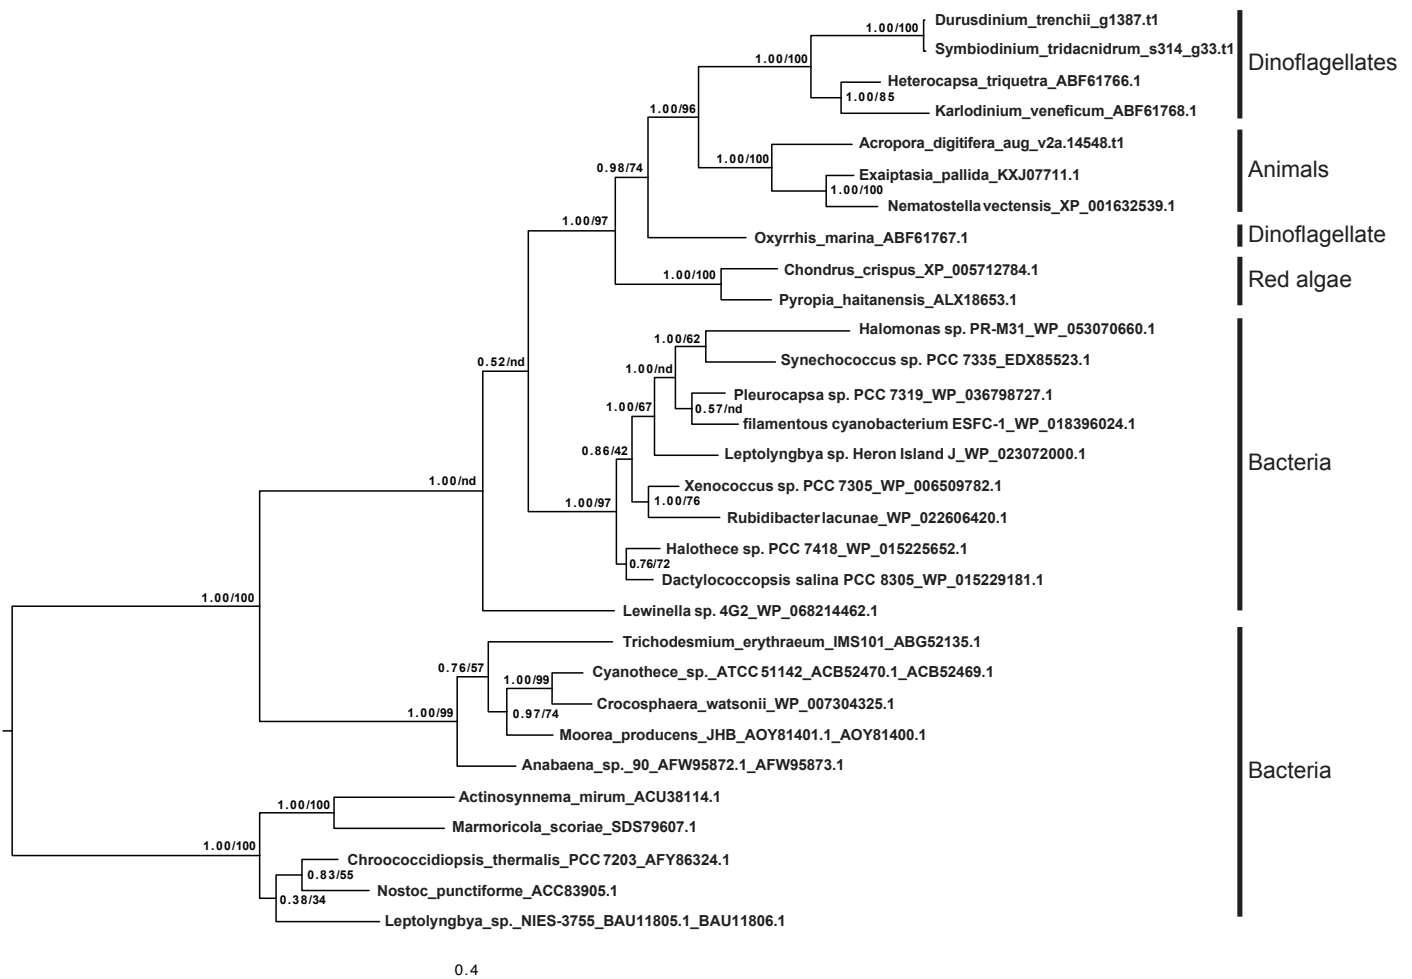 Durusdinium_trenchii_g1387.t1
1.00/100
Symbiodinium_tridacnidrum_s314_g33.t1
Dinoflagellates
1.00/100
Heterocapsa_triquetra_ABF61766.1
1.00/85
1.00/96
Karlodinium_veneficum_ABF61768.1
Acropora_digitifera_aug_v2a.14548.t1
1.00/100
Animals
0.98/74
Exaiptasia_pallida_KXJ07711.1
1.00/100
Nematostella vectensis_XP_001632539.1
1.00/97
Oxyrrhis_marina_ABF61767.1
Dinoflagellate
Chondrus_crispus_XP_005712784.1
1.00/100
Red algae
Pyropia_haitanensis_ALX18653.1
Halomonas sp. PR-M31_WP_053070660.1
1.00/62
Synechococcus sp. PCC 7335_EDX85523.1
0.52/nd
1.00/nd
Pleurocapsa sp. PCC 7319_WP_036798727.1
0.57/nd
1.00/67
filamentous cyanobacterium ESFC-1_WP_018396024.1
0.86/42
Leptolyngbya sp. Heron Island J_WP_023072000.1
Bacteria
1.00/nd
Xenococcus sp. PCC 7305_WP_006509782.1
1.00/97
1.00/76
Rubidibacter lacunae_WP_022606420.1
Halothece sp. PCC 7418_WP_015225652.1
0.76/72
Dactylococcopsis salina PCC 8305_WP_015229181.1
1.00/100
Lewinella sp. 4G2_WP_068214462.1
Trichodesmium_erythraeum_IMS101_ABG52135.1
0.76/57
Cyanothece_sp._ATCC 51142_ACB52470.1_ACB52469.1
1.00/99
Crocosphaera_watsonii_WP_007304325.1
1.00/99
0.97/74
Moorea_producens_JHB_AOY81401.1_AOY81400.1
Anabaena_sp._90_AFW95872.1_AFW95873.1
Bacteria
Actinosynnema_mirum_ACU38114.1
1.00/100
Marmoricola_scoriae_SDS79607.1
1.00/100
Chroococcidiopsis_thermalis_PCC 7203_AFY86324.1
0.83/55
Nostoc_punctiforme_ACC83905.1
0.38/34
Leptolyngbya_sp._NIES-3755_BAU11805.1_BAU11806.1
0.4